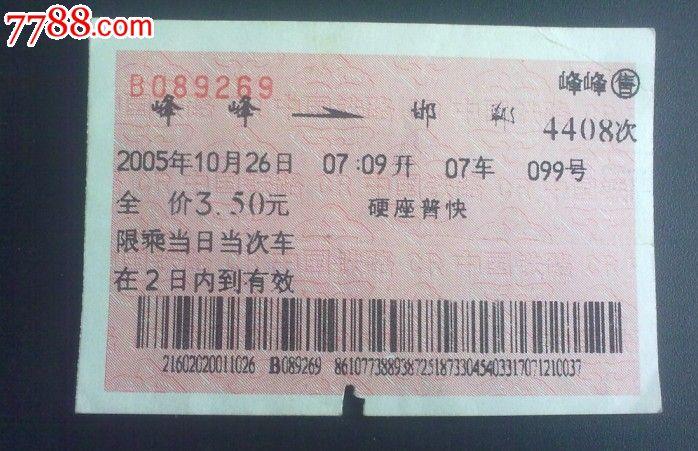 7788.com
B089269
峰峰㊥售
峰 峰 → 邯 郸
4408次
2005年10月26日 07:09开 07车 099号
全 价3.50元 硬座普快
限乘当日当次车
在2日内到有效
21602020011026 B089269 86107738893872518733045403317071210037